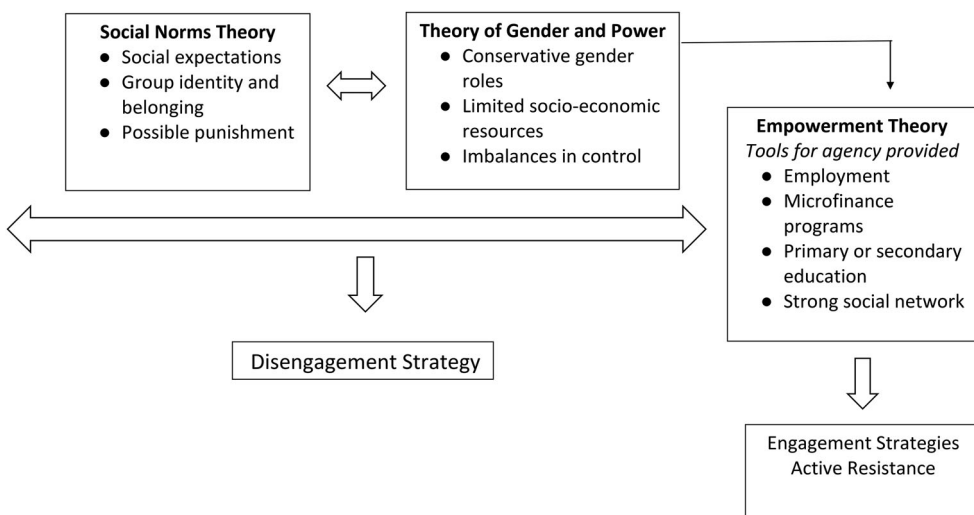 Social Norms Theory
● Social expectations
● Group identity and
belonging
● Possible punishment
Theory of Gender and Power
● Conservative gender
roles
● Limited socio-economic
resources
● Imbalances in control
Empowerment Theory
Tools for agency provided
● Employment
● Microfinance
programs
● Primary or secondary
education
● Strong social network
Disengagement Strategy
Engagement Strategies
Active Resistance